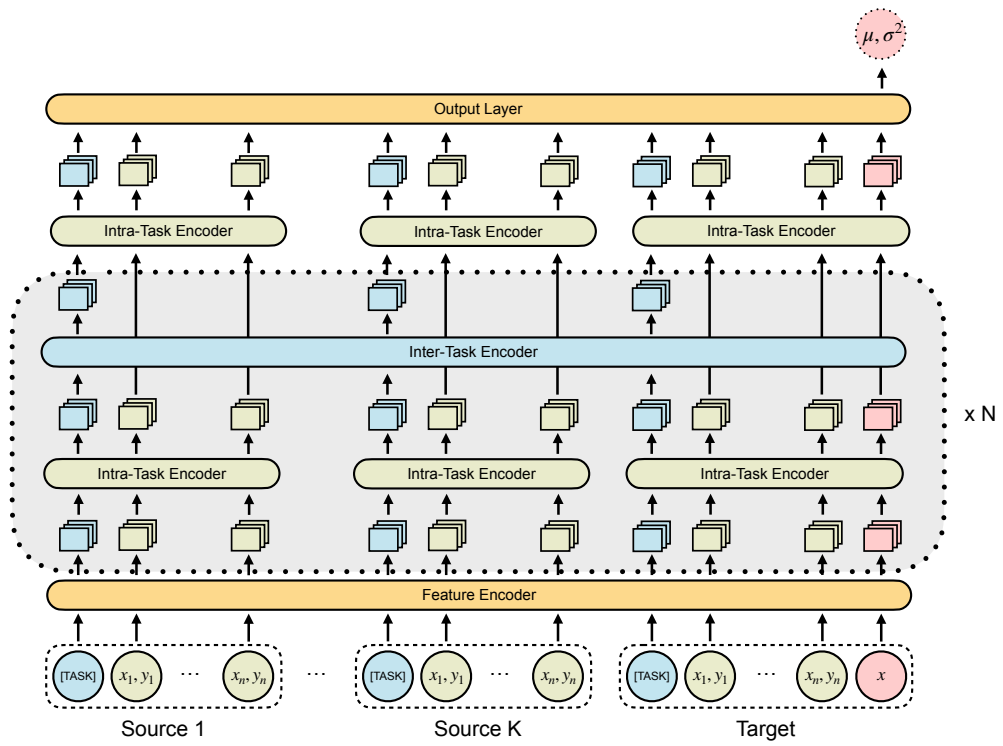 μ, σ²
Output Layer
Intra-Task Encoder Intra-Task Encoder Intra-Task Encoder
Inter-Task Encoder
x N
Intra-Task Encoder Intra-Task Encoder Intra-Task Encoder
Feature Encoder
[TASK] x₁, y₁ ··· xₙ, yₙ ··· [TASK] x₁, y₁ ··· xₙ, yₙ [TASK] x₁, y₁ ··· xₙ, yₙ x
Source 1 Source K Target